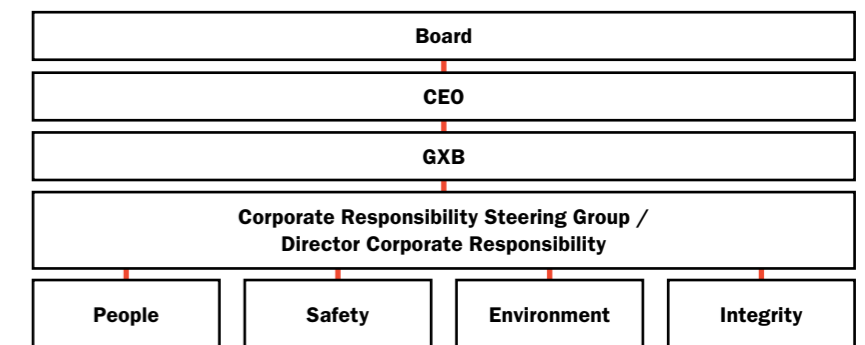 Board
CEO
GXB
Corporate Responsibility Steering Group /
Director Corporate Responsibility
People
Safety
Environment
Integrity